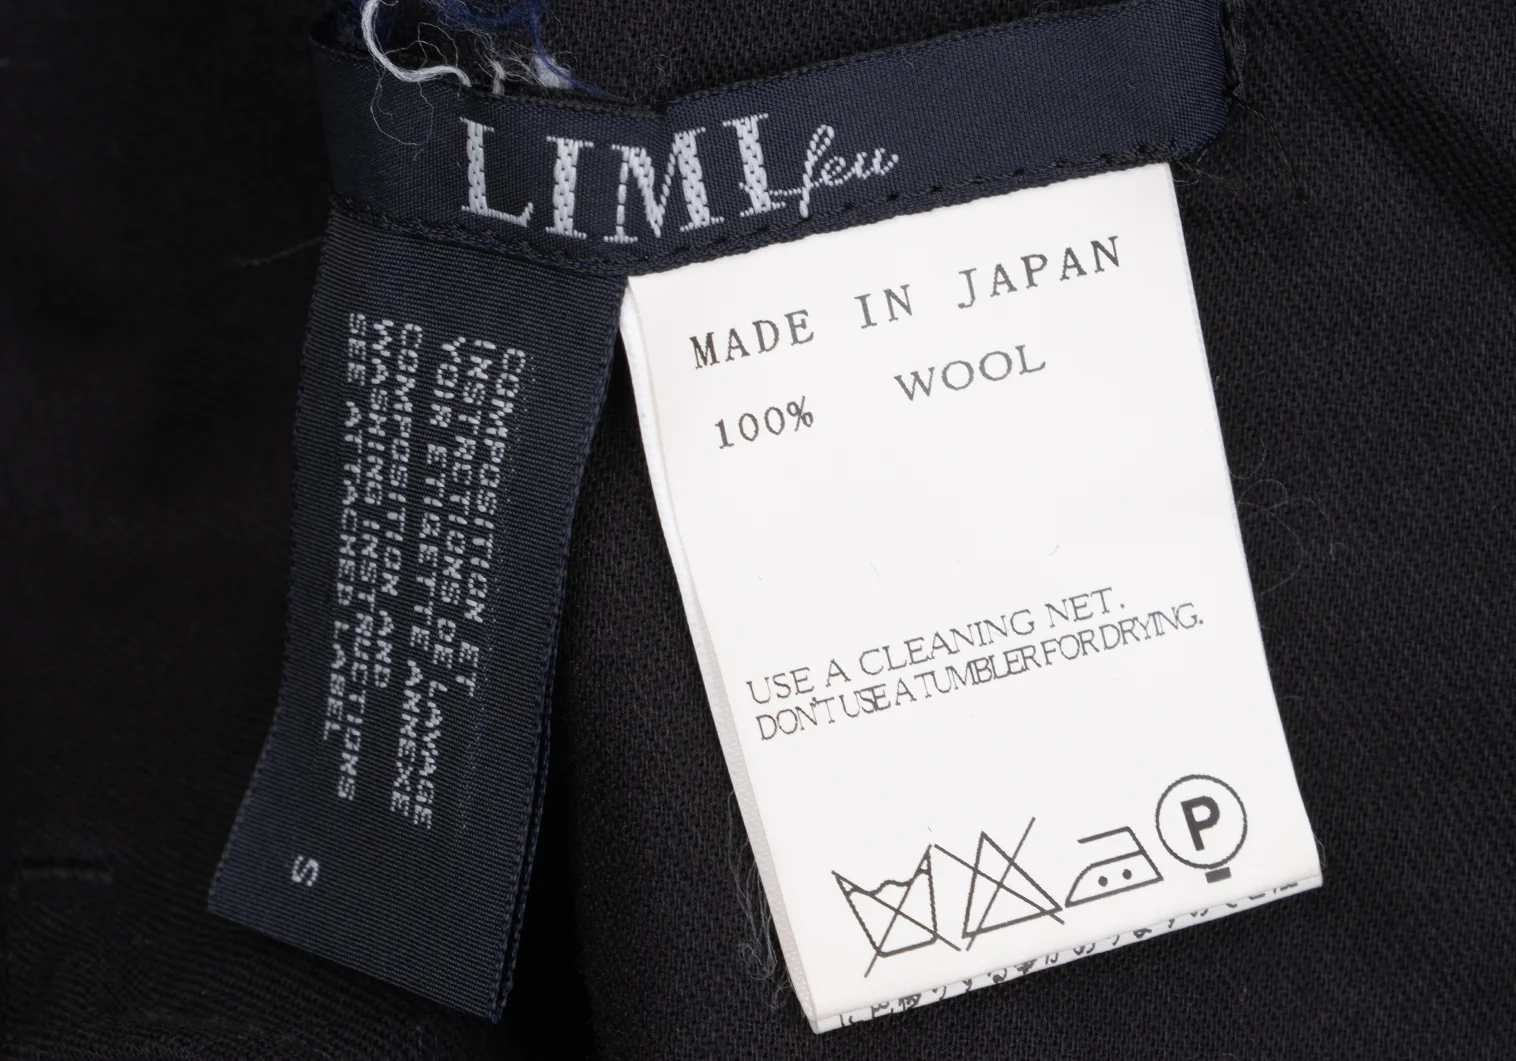 LIMI feu
COMPOSITION ET
INSTRUCTIONS DE LAVAGE
VOIR ETIQETTE ANNEXE
COMPOSITION AND
WASHING INSTRUCTIONS
SEE ATTACHED LABEL
S
MADE IN JAPAN
100% WOOL
USE A CLEANING NET.
DON'T USE A TUMBLER FOR DRYING.
P